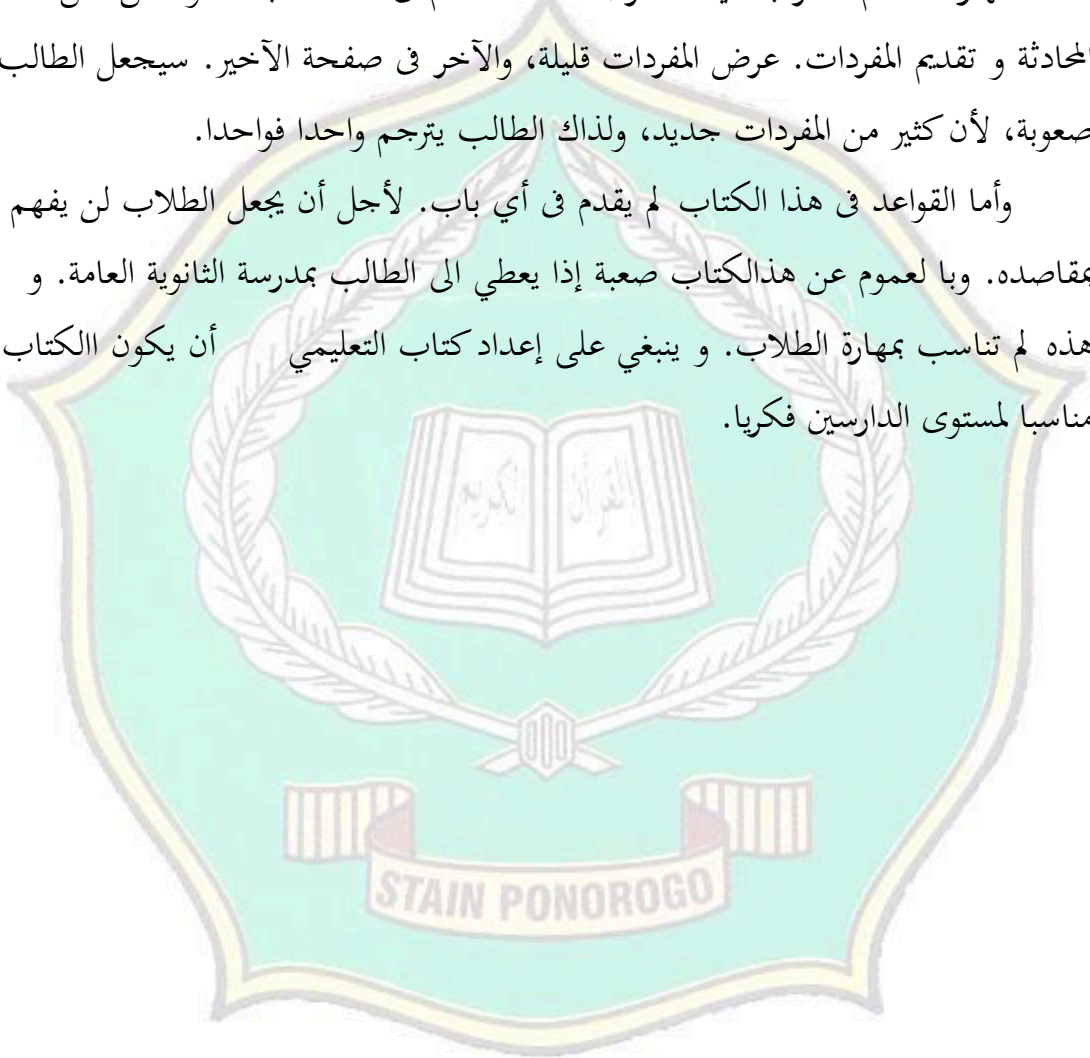 المحادثة و تقديم المفردات. عرض المفردات قليلة، والآخر فى صفحة الآخير. سيجعل الطالب
صعوبة، لأن كثير من المفردات جديد، ولذاك الطالب يترجم واحدا فواحدا.
وأما القواعد فى هذا الكتاب لم يقدم فى أي باب. لأجل أن يجعل الطلاب لن يفهم
بمقاصده. وبا لعموم عن هذالكتاب صعبة إذا يعطي الى الطالب بمدرسة الثانوية العامة. و
هذه لم تناسب بمهارة الطلاب. و ينبغي على إعداد كتاب التعليمي أن يكون االكتاب
مناسبا لمستوى الدارسين فكريا.
القرآن الكريم
STAIN PONOROGO